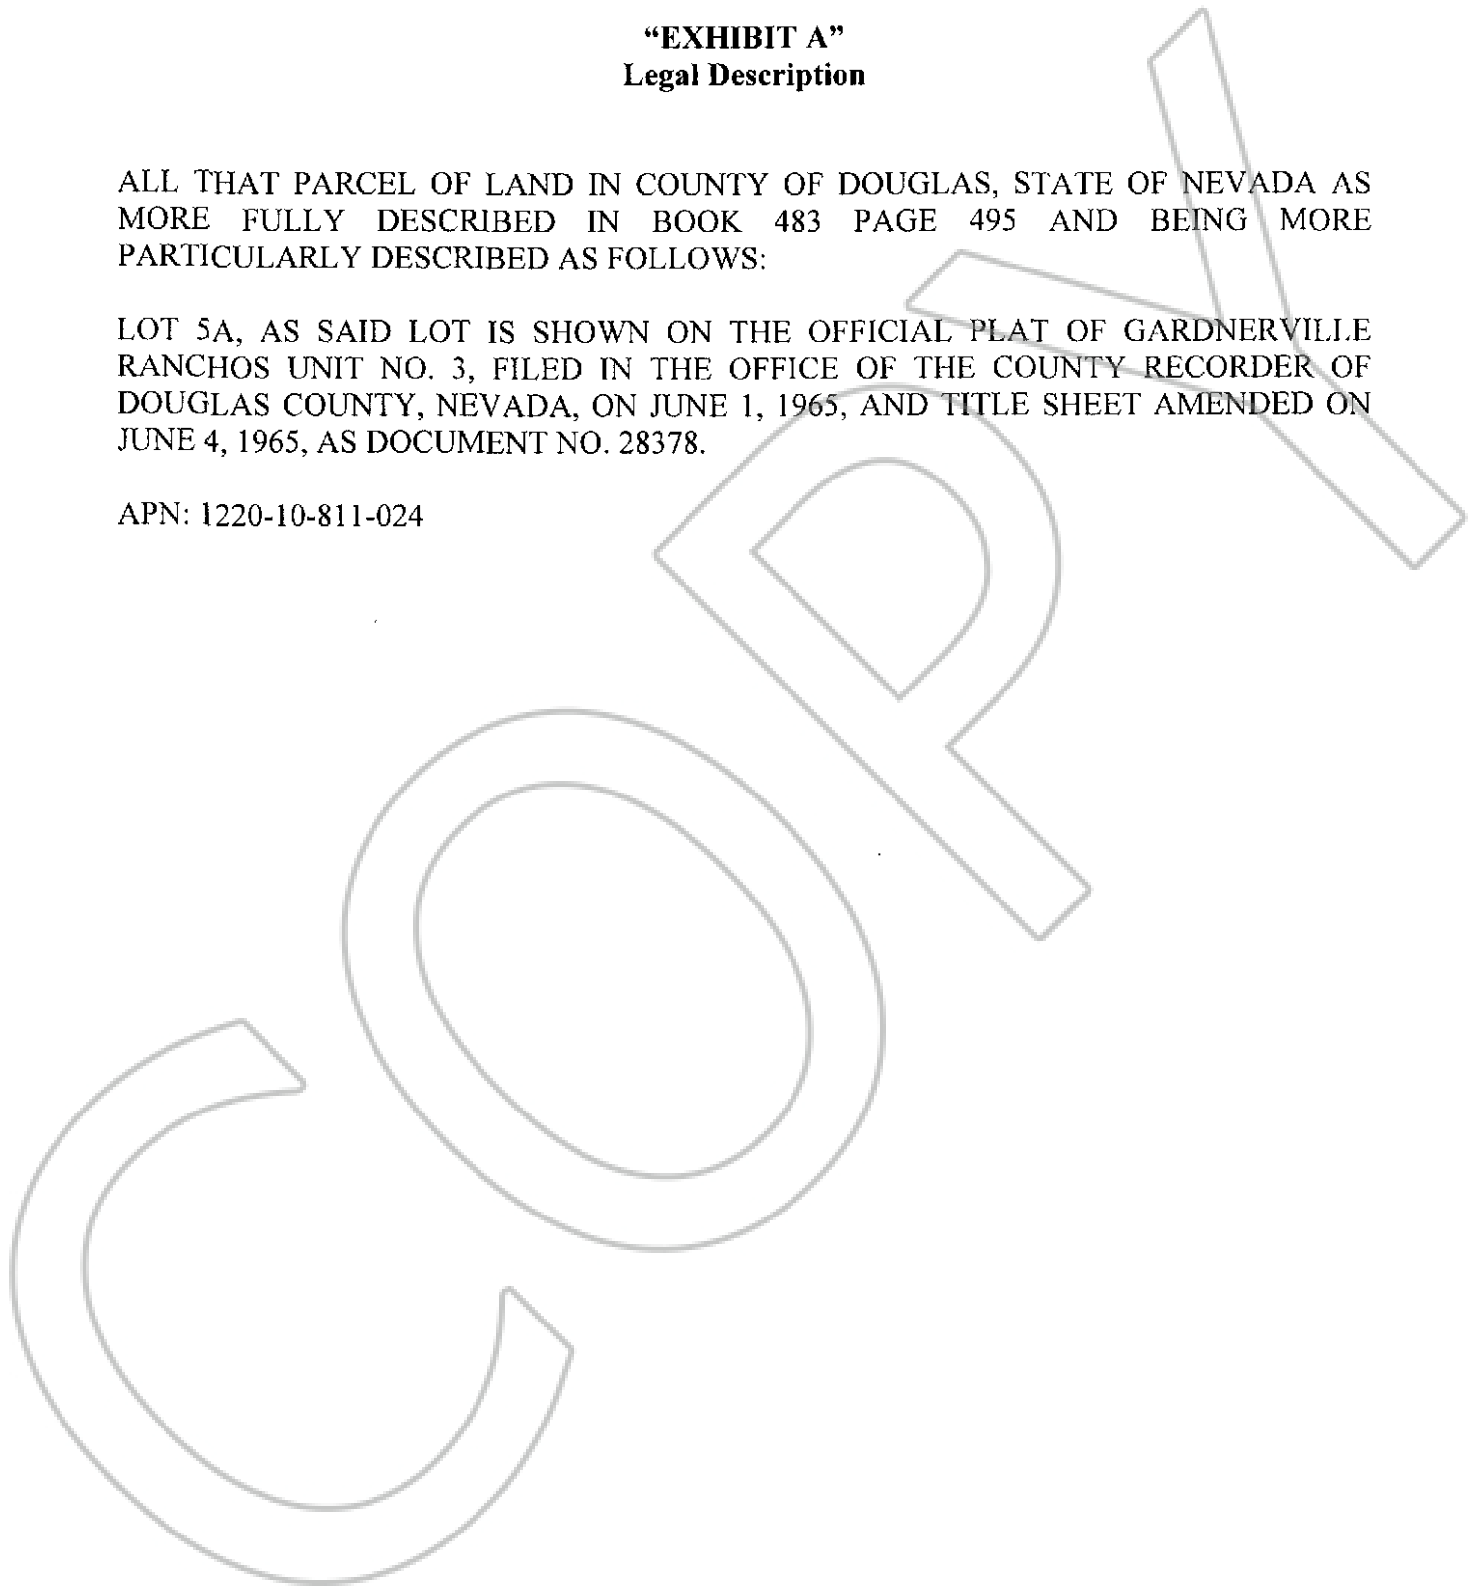 “EXHIBIT A”
Legal Description
ALL THAT PARCEL OF LAND IN COUNTY OF DOUGLAS, STATE OF NEVADA AS
MORE FULLY DESCRIBED IN BOOK 483 PAGE 495 AND BEING MORE
PARTICULARLY DESCRIBED AS FOLLOWS:
LOT 5A, AS SAID LOT IS SHOWN ON THE OFFICIAL PLAT OF GARDNERVILLE
RANCHOS UNIT NO. 3, FILED IN THE OFFICE OF THE COUNTY RECORDER OF
DOUGLAS COUNTY, NEVADA, ON JUNE 1, 1965, AND TITLE SHEET AMENDED ON
JUNE 4, 1965, AS DOCUMENT NO. 28378.
APN: 1220-10-811-024
COPY